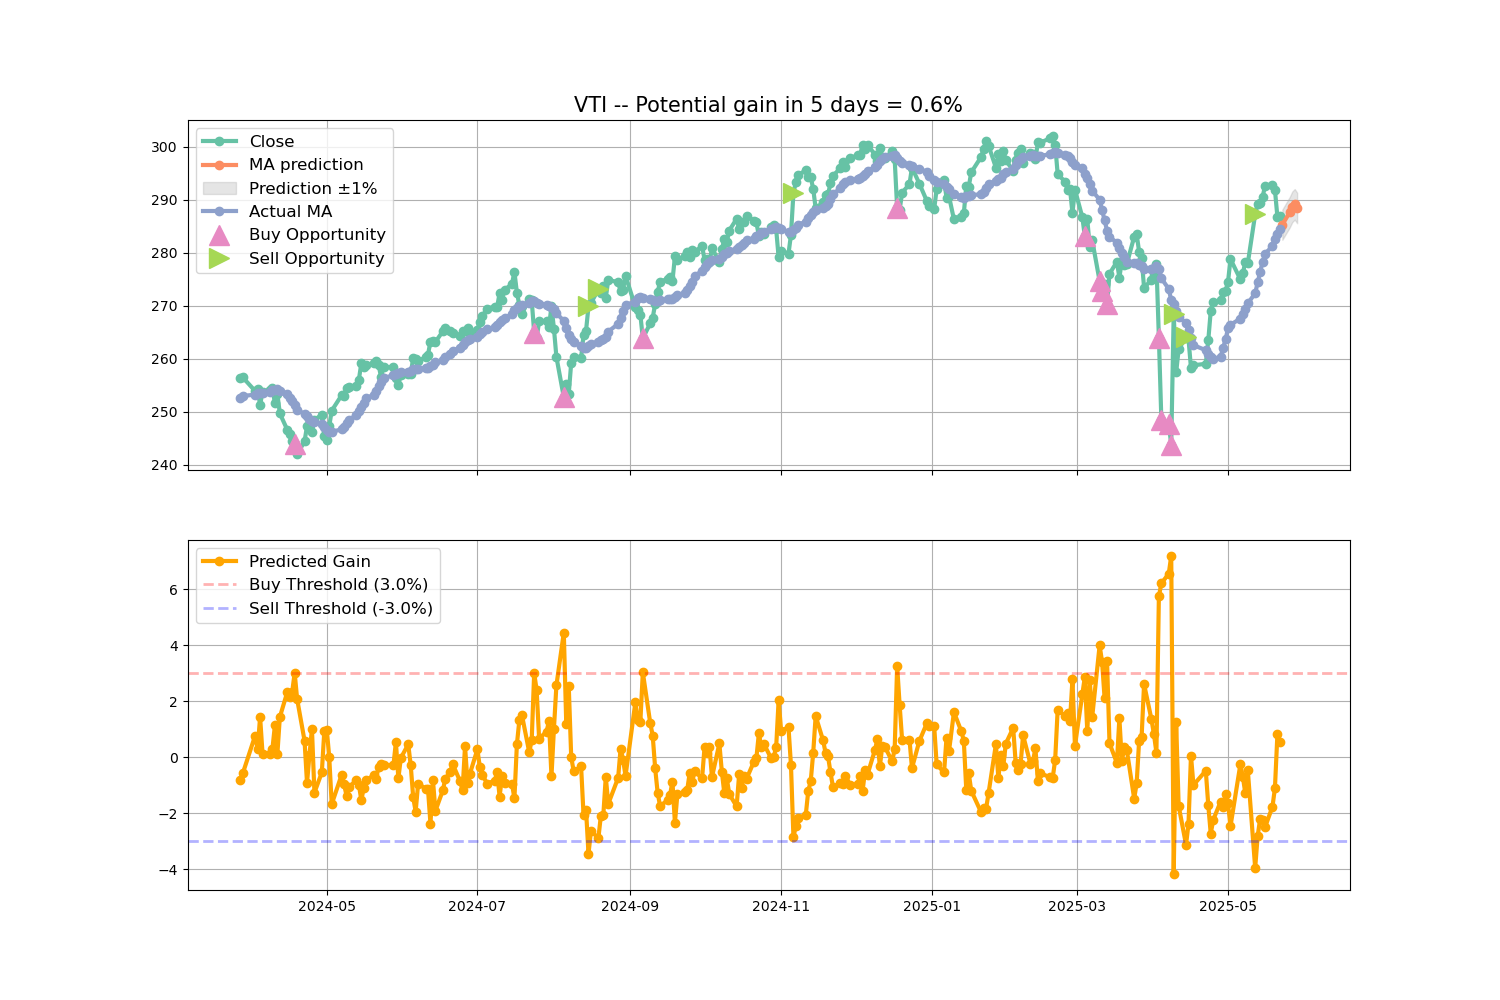 VTI -- Potential gain in 5 days = 0.6%
Close
MA prediction
Prediction ±1%
Actual MA
Buy Opportunity
Sell Opportunity
300
290
280
270
260
250
240
Predicted Gain
Buy Threshold (3.0%)
Sell Threshold (-3.0%)
6
4
2
0
−2
−4
2024-05 2024-07 2024-09 2024-11 2025-01 2025-03 2025-05